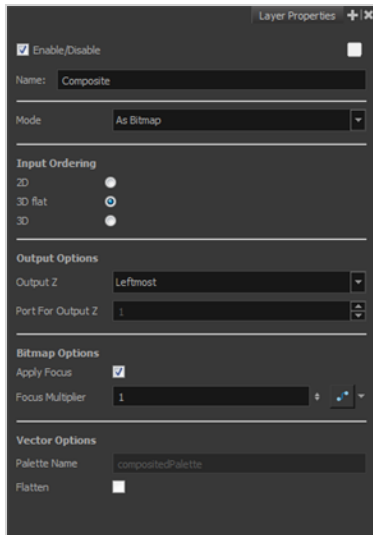 Layer Properties
Enable/Disable
Name: Composite
Mode As Bitmap
Input Ordering
2D
3D flat
3D
Output Options
Output Z Leftmost
Port For Output Z 1
Bitmap Options
Apply Focus
Focus Multiplier 1
Vector Options
Palette Name compositedPalette
Flatten